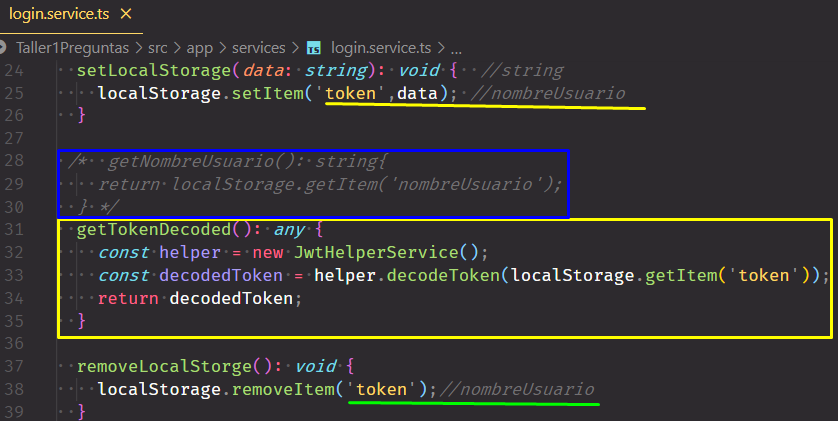 login.service.ts ×
Taller1Preguntas > src > app > services > TS login.service.ts > ...
24 setLocalStorage(data: string): void { //string
25 localStorage.setItem('token',data); //nombreUsuario
26 }
27
28 /* getNombreUsuario(): string{
29 return localStorage.getItem('nombreUsuario');
30 } */
31 getTokenDecoded(): any {
32 const helper = new JwtHelperService();
33 const decodedToken = helper.decodeToken(localStorage.getItem('token'));
34 return decodedToken;
35 }
36
37 removeLocalStorge(): void {
38 localStorage.removeItem('token');//nombreUsuario
39 }